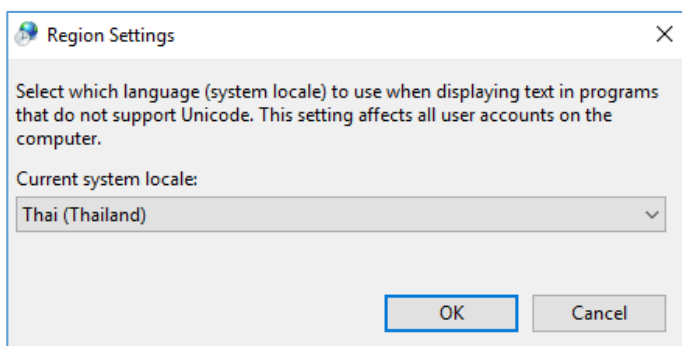 Region Settings
Select which language (system locale) to use when displaying text in programs
that do not support Unicode. This setting affects all user accounts on the
computer.
Current system locale:
Thai (Thailand)
OK
Cancel